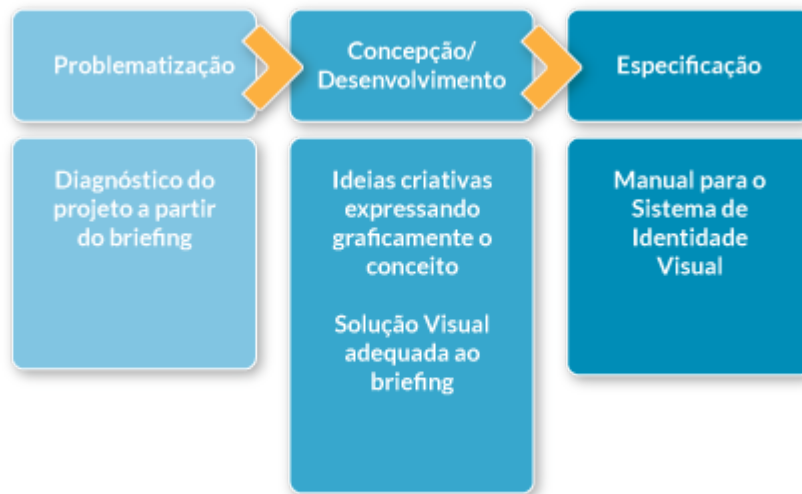 Problematização
Concepção/
Desenvolvimento
Especificação
Diagnóstico do
projeto a partir
do briefing
Ideias criativas
expressando
graficamente o
conceito
Solução Visual
adequada ao
briefing
Manual para o
Sistema de
Identidade
Visual